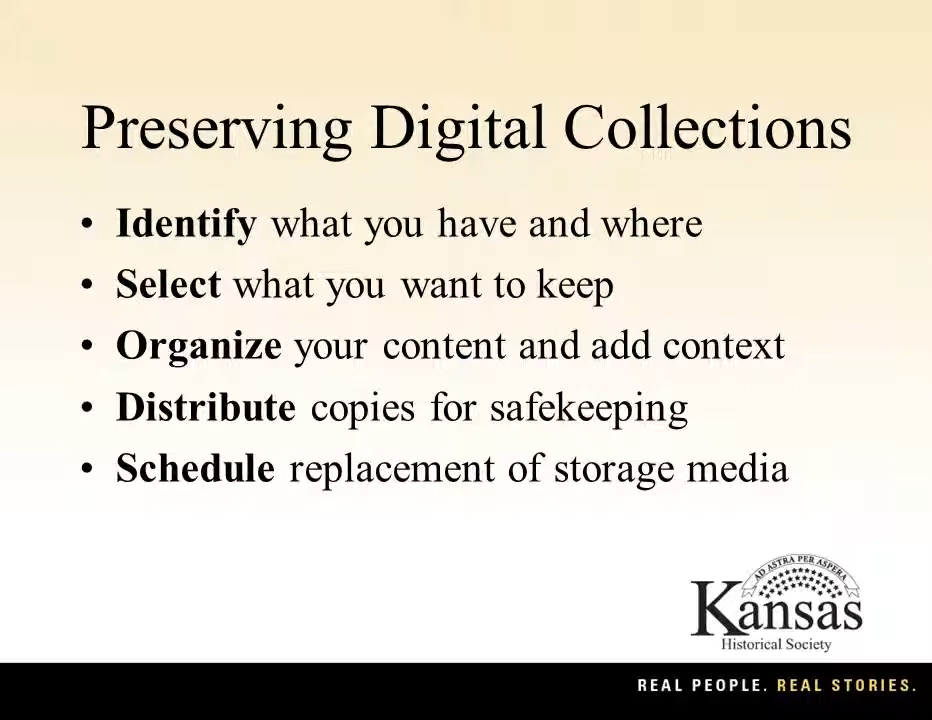 Preserving Digital Collections
• Identify what you have and where
• Select what you want to keep
• Organize your content and add context
• Distribute copies for safekeeping
• Schedule replacement of storage media
AD ASTRA PER ASPERA
Kansas
Historical Society
REAL PEOPLE. REAL STORIES.